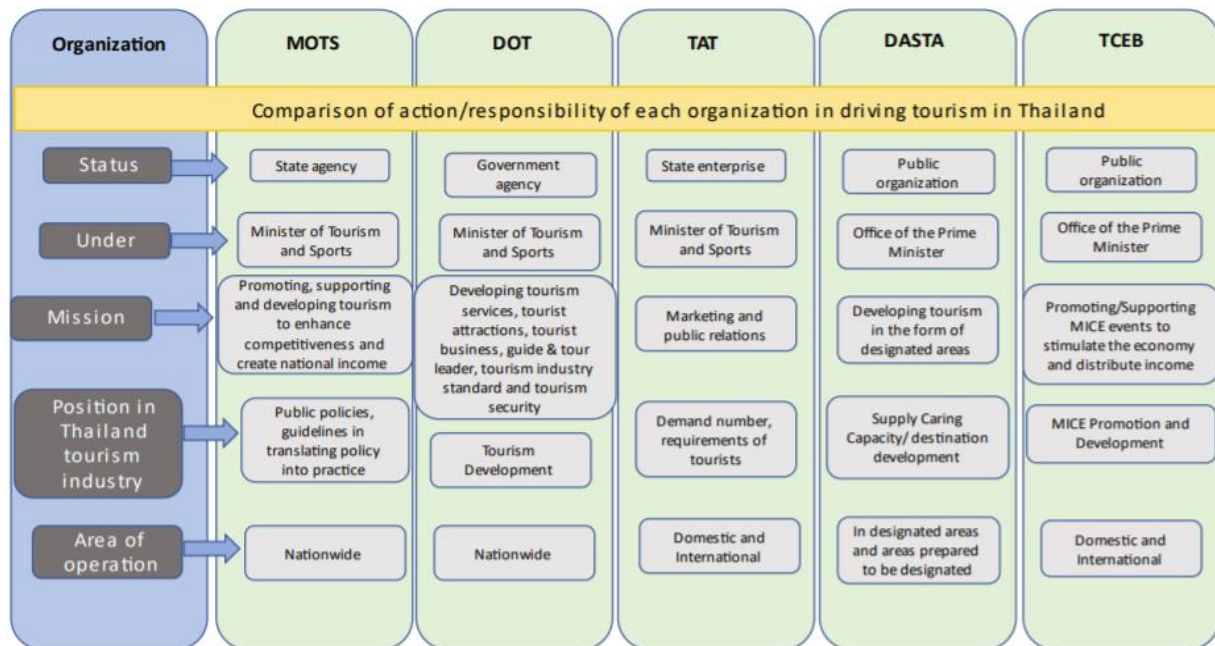 Organization
MOTS
DOT
TAT
DASTA
TCEB
Comparison of action/responsibility of each organization in driving tourism in Thailand
Status
State agency
Government
agency
State enterprise
Public
organization
Public
organization
Under
Minister of Tourism
and Sports
Minister of Tourism
and Sports
Minister of Tourism
and Sports
Office of the Prime
Minister
Office of the Prime
Minister
Mission
Promoting, supporting
and developing tourism
to enhance
competitiveness and
create national income
Developing tourism
services, tourist
attractions, tourist
business, guide & tour
leader, tourism industry
standard and tourism
security
Marketing and
public relations
Developing tourism
in the form of
designated areas
Promoting/Supporting
MICE events to
stimulate the economy
and distribute income
Position in
Thailand
tourism
industry
Public policies,
guidelines in
translating policy
into practice
Tourism
Development
Demand number,
requirements of
tourists
Supply Caring
Capacity/ destination
development
MICE Promotion and
Development
Area of
operation
Nationwide
Nationwide
Domestic and
International
In designated areas
and areas prepared
to be designated
Domestic and
International